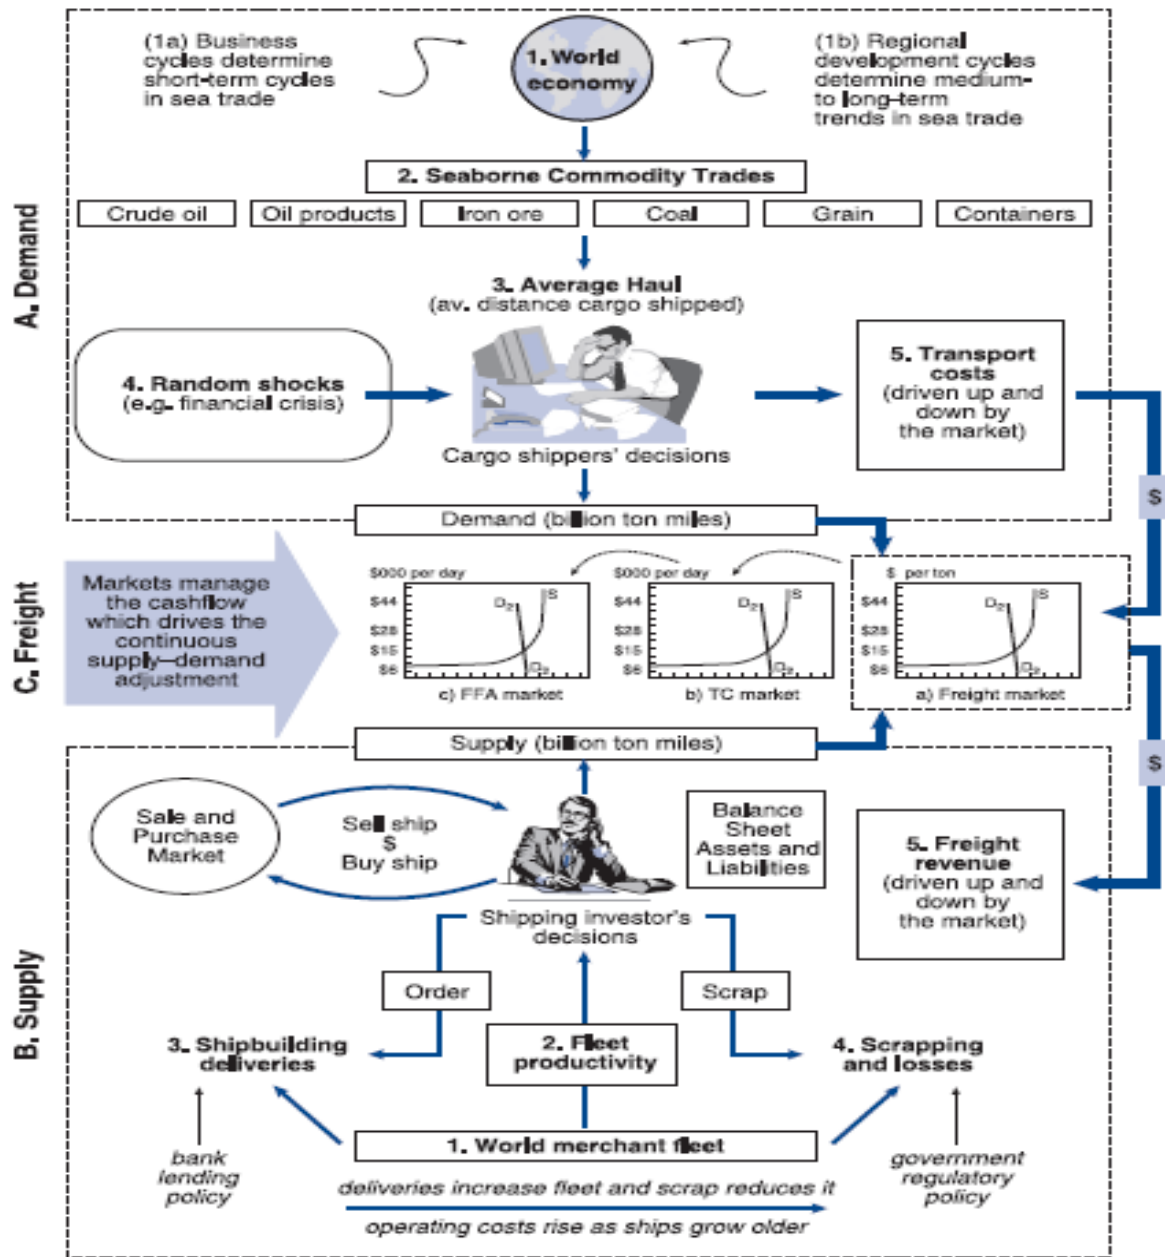 (1a) Business
cycles determine
short-term cycles
in sea trade
1. World
economy
(1b) Regional
development cycles
determine medium-
to long-term
trends in sea trade
2. Seaborne Commodity Trades
Crude oil
Oil products
Iron ore
Coal
Grain
Containers
A. Demand
3. Average Haul
(av. distance cargo shipped)
4. Random shocks
(e.g. financial crisis)
5. Transport
costs
(driven up and
down by
the market)
Cargo shippers' decisions
$
Demand (billion ton miles)
C. Freight
Markets manage
the cashflow
which drives the
continuous
supply–demand
adjustment
$000 per day
$44
$28
$15
$6
D2
S
D2
c) FFA market
$000 per day
$44
$28
$15
$6
D2
S
D2
b) TC market
$ per ton
$44
$28
$15
$6
D2
S
D2
a) Freight market
Supply (billion ton miles)
$
B. Supply
Sale and
Purchase
Market
Sell ship
$
Buy ship
Balance
Sheet
Assets and
Liabilities
5. Freight
revenue
(driven up and
down by
the market)
Shipping investor's
decisions
Order
Scrap
3. Shipbuilding
deliveries
2. Fleet
productivity
4. Scrapping
and losses
1. World merchant fleet
bank
lending
policy
deliveries increase fleet and scrap reduces it
operating costs rise as ships grow older
government
regulatory
policy